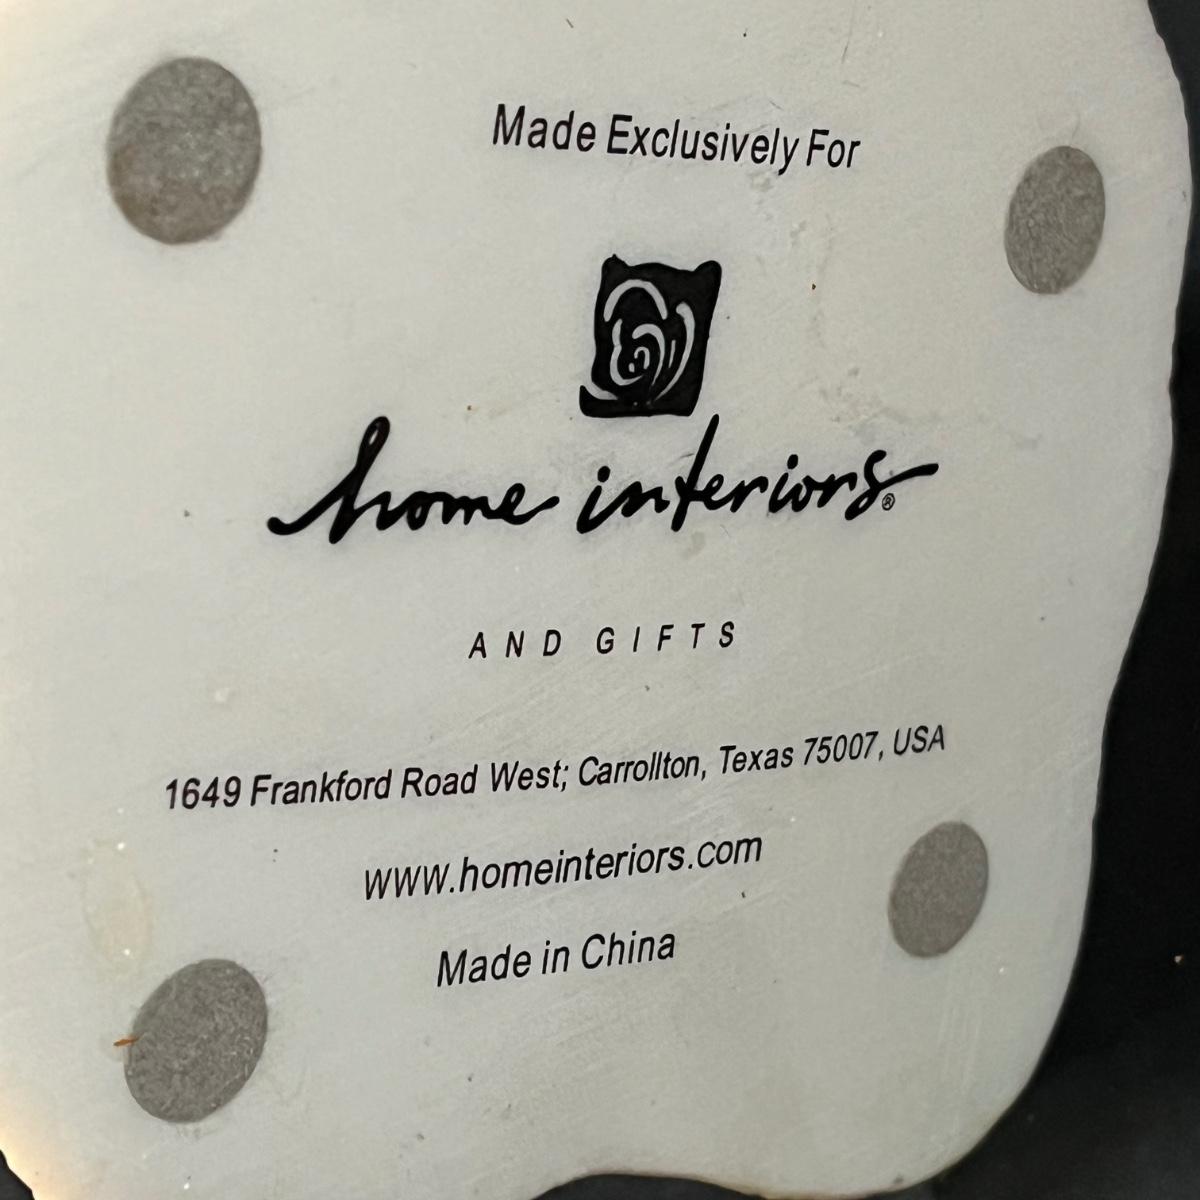 Made Exclusively For
home interiors®
AND GIFTS
1649 Frankford Road West; Carrollton, Texas 75007, USA
www.homeinteriors.com
Made in China